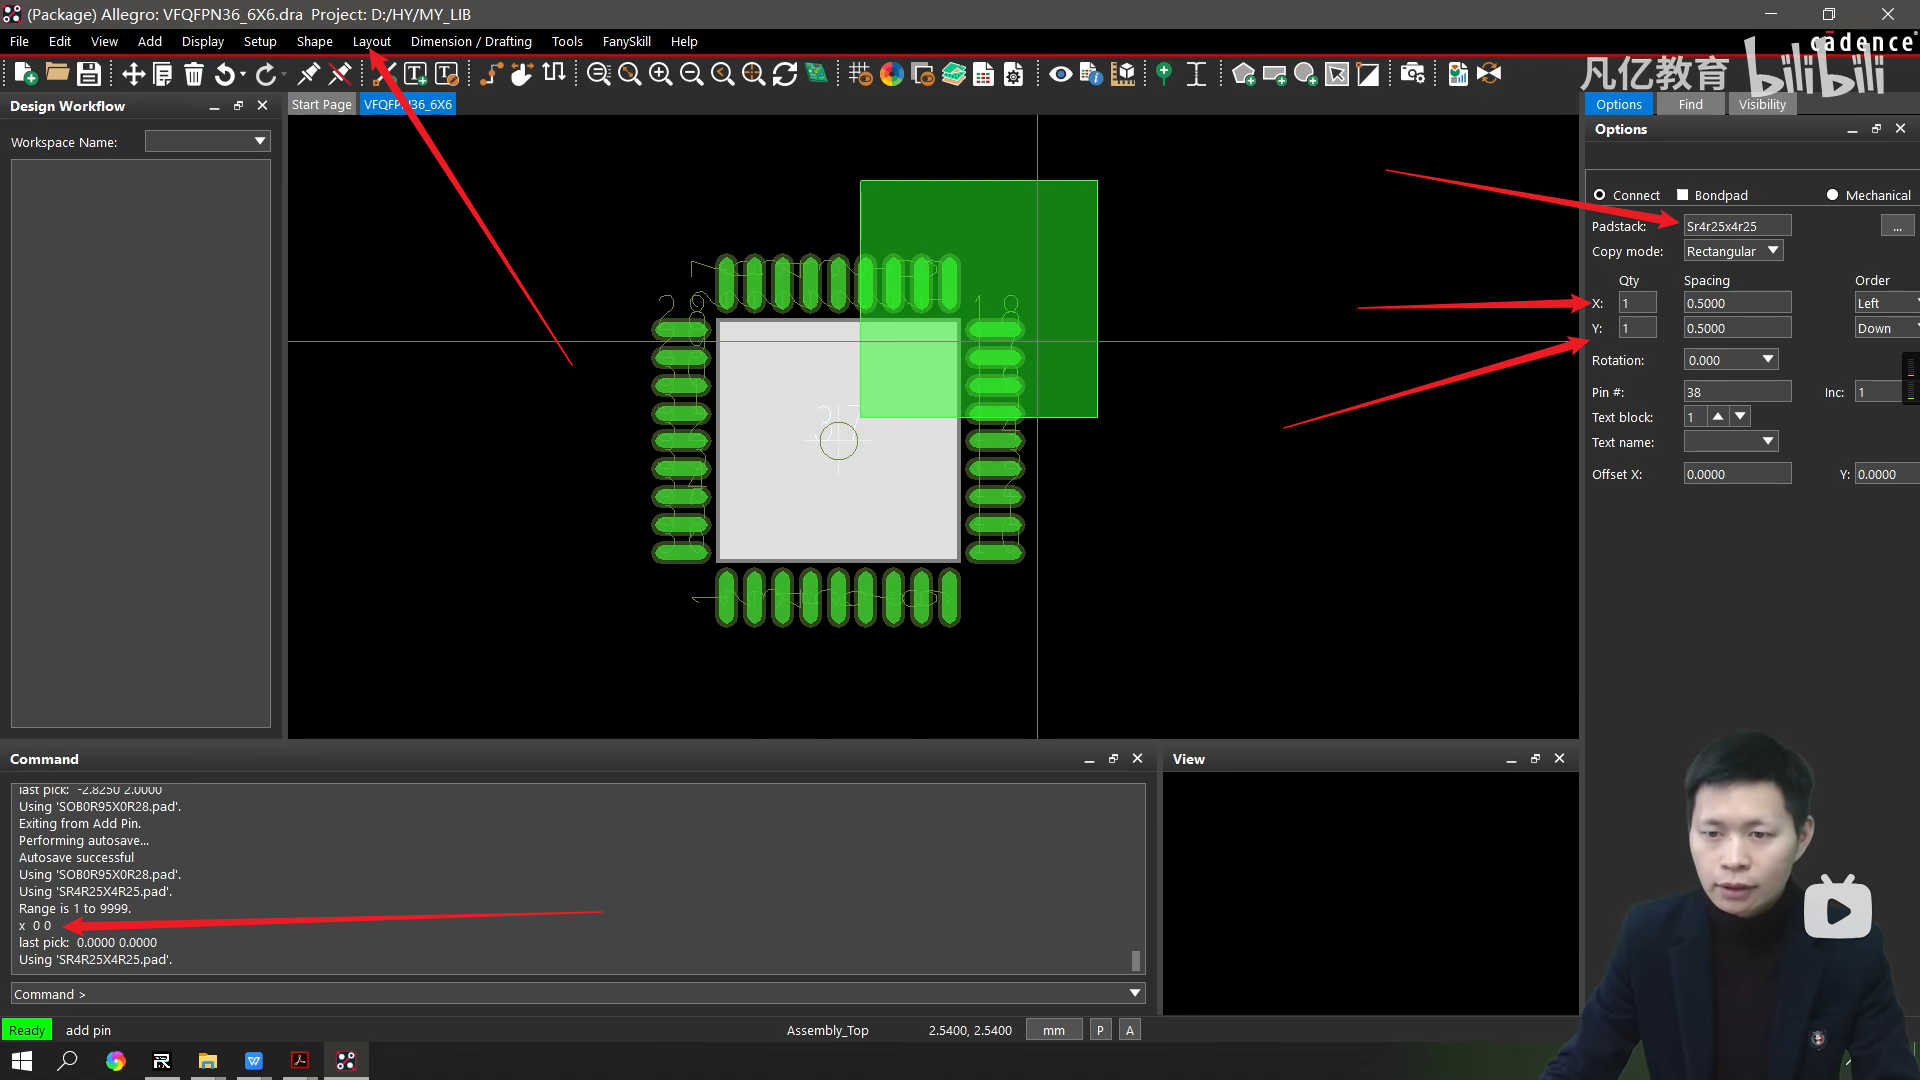 (Package) Allegro: VFQFPN36_6X6.dra  Project: D:/HY/MY_LIB
File Edit View Add Display Setup Shape Layout Dimension / Drafting Tools FanySkill Help
cādence
凡亿教育 bilibili
Design Workflow
Start Page
VFQFPN36_6X6
Options Find Visibility
Workspace Name:
Options
Connect Bondpad Mechanical
Padstack: Sr4r25x4r25 ...
Copy mode: Rectangular
Qty Spacing Order
X: 1 0.5000 Left
Y: 1 0.5000 Down
Rotation: 0.000
Pin #: 38 Inc: 1
Text block: 1
Text name:
Offset X: 0.0000 Y: 0.0000
37
Command
last pick:  -2.8250 2.0000
Using 'SOB0R95X0R28.pad'.
Exiting from Add Pin.
Performing autosave...
Autosave successful
Using 'SOB0R95X0R28.pad'.
Using 'SR4R25X4R25.pad'.
Range is 1 to 9999.
x  0 0
last pick:  0.0000 0.0000
Using 'SR4R25X4R25.pad'.
Command >
View
Ready add pin Assembly_Top 2.5400, 2.5400 mm P A